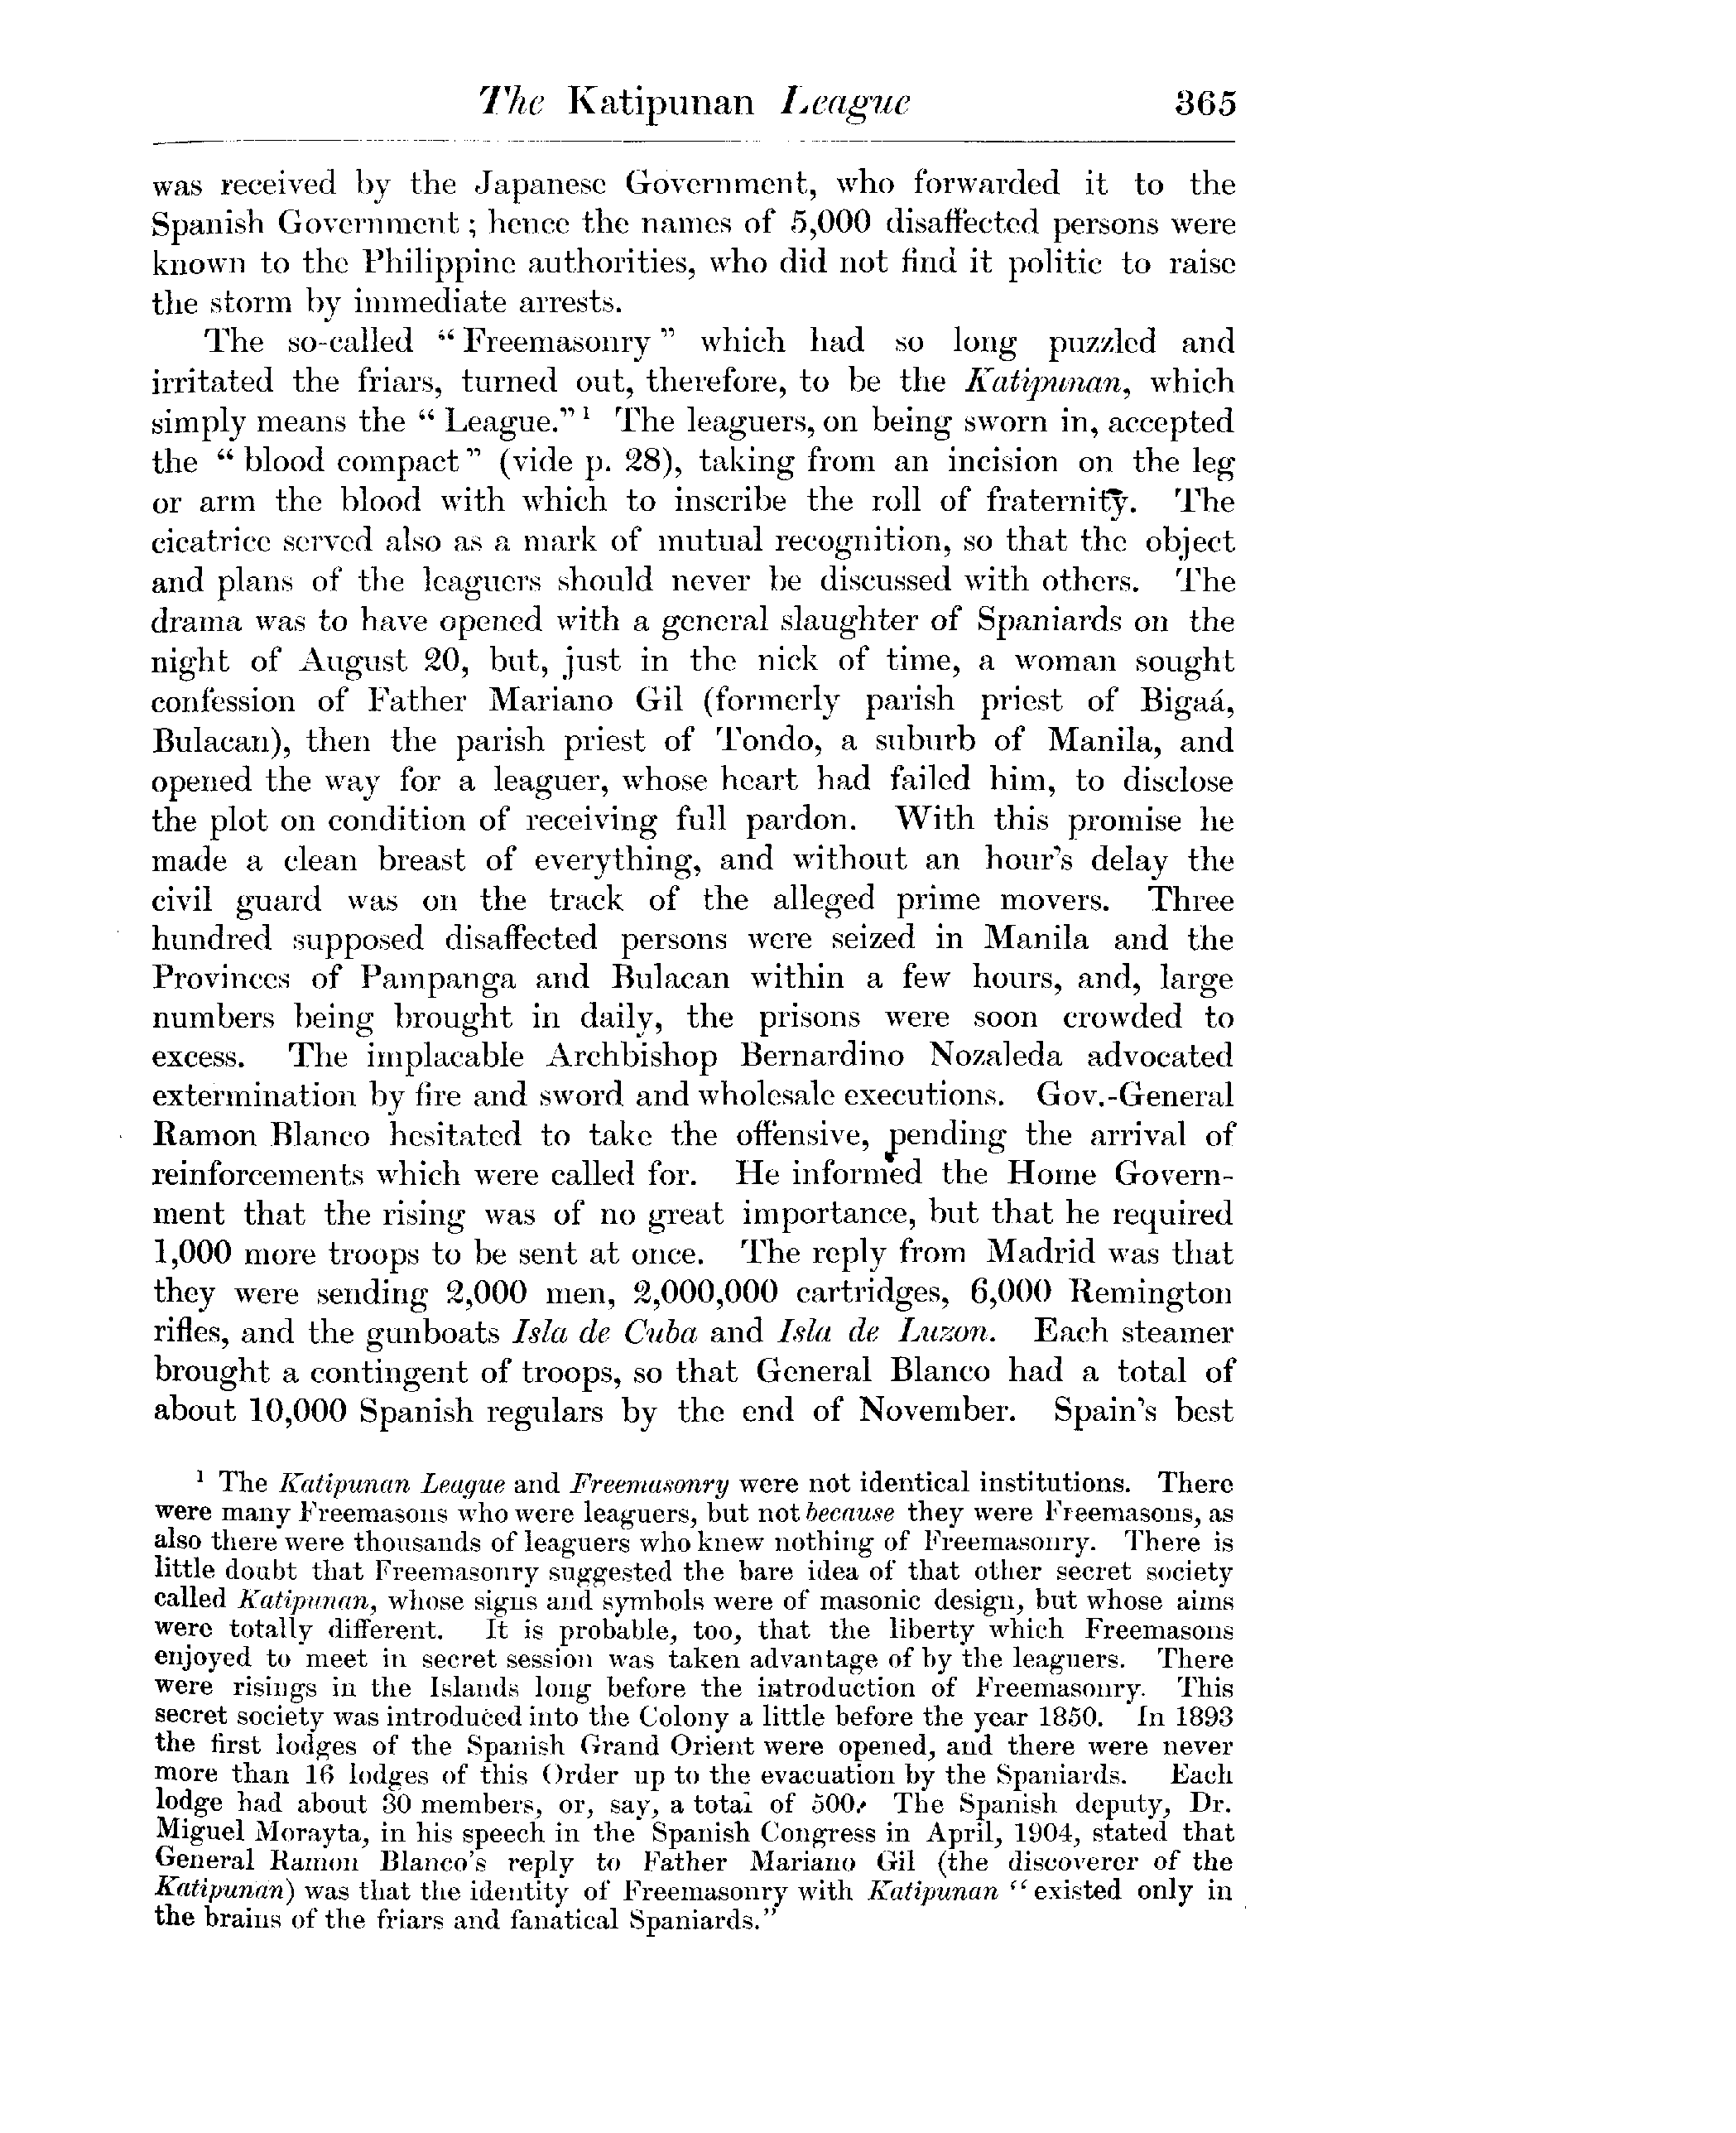 The Katipunan League 365
was received by the Japanese Government, who forwarded it to the
Spanish Government; hence the names of 5,000 disaffected persons were
known to the Philippine authorities, who did not find it politic to raise
the storm by immediate arrests.
The so-called “Freemasonry” which had so long puzzled and
irritated the friars, turned out, therefore, to be the Katipunan, which
simply means the “League.”¹ The leaguers, on being sworn in, accepted
the “blood compact” (vide p. 28), taking from an incision on the leg
or arm the blood with which to inscribe the roll of fraternity. The
cicatrice served also as a mark of mutual recognition, so that the object
and plans of the leaguers should never be discussed with others. The
drama was to have opened with a general slaughter of Spaniards on the
night of August 20, but, just in the nick of time, a woman sought
confession of Father Mariano Gil (formerly parish priest of Bigaá,
Bulacan), then the parish priest of Tondo, a suburb of Manila, and
opened the way for a leaguer, whose heart had failed him, to disclose
the plot on condition of receiving full pardon. With this promise he
made a clean breast of everything, and without an hour's delay the
civil guard was on the track of the alleged prime movers. Three
hundred supposed disaffected persons were seized in Manila and the
Provinces of Pampanga and Bulacan within a few hours, and, large
numbers being brought in daily, the prisons were soon crowded to
excess. The implacable Archbishop Bernardino Nozaleda advocated
extermination by fire and sword and wholesale executions. Gov.-General
Ramon Blanco hesitated to take the offensive, pending the arrival of
reinforcements which were called for. He informed the Home Govern-
ment that the rising was of no great importance, but that he required
1,000 more troops to be sent at once. The reply from Madrid was that
they were sending 2,000 men, 2,000,000 cartridges, 6,000 Remington
rifles, and the gunboats Isla de Cuba and Isla de Luzon. Each steamer
brought a contingent of troops, so that General Blanco had a total of
about 10,000 Spanish regulars by the end of November. Spain's best
¹ The Katipunan League and Freemasonry were not identical institutions. There
were many Freemasons who were leaguers, but not because they were Freemasons, as
also there were thousands of leaguers who knew nothing of Freemasonry. There is
little doubt that Freemasonry suggested the bare idea of that other secret society
called Katipunan, whose signs and symbols were of masonic design, but whose aims
were totally different. It is probable, too, that the liberty which Freemasons
enjoyed to meet in secret session was taken advantage of by the leaguers. There
were risings in the Islands long before the introduction of Freemasonry. This
secret society was introduced into the Colony a little before the year 1850. In 1893
the first lodges of the Spanish Grand Orient were opened, and there were never
more than 16 lodges of this Order up to the evacuation by the Spaniards. Each
lodge had about 30 members, or, say, a total of 500. The Spanish deputy, Dr.
Miguel Morayta, in his speech in the Spanish Congress in April, 1904, stated that
General Ramon Blanco's reply to Father Mariano Gil (the discoverer of the
Katipunan) was that the identity of Freemasonry with Katipunan “existed only in
the brains of the friars and fanatical Spaniards.”